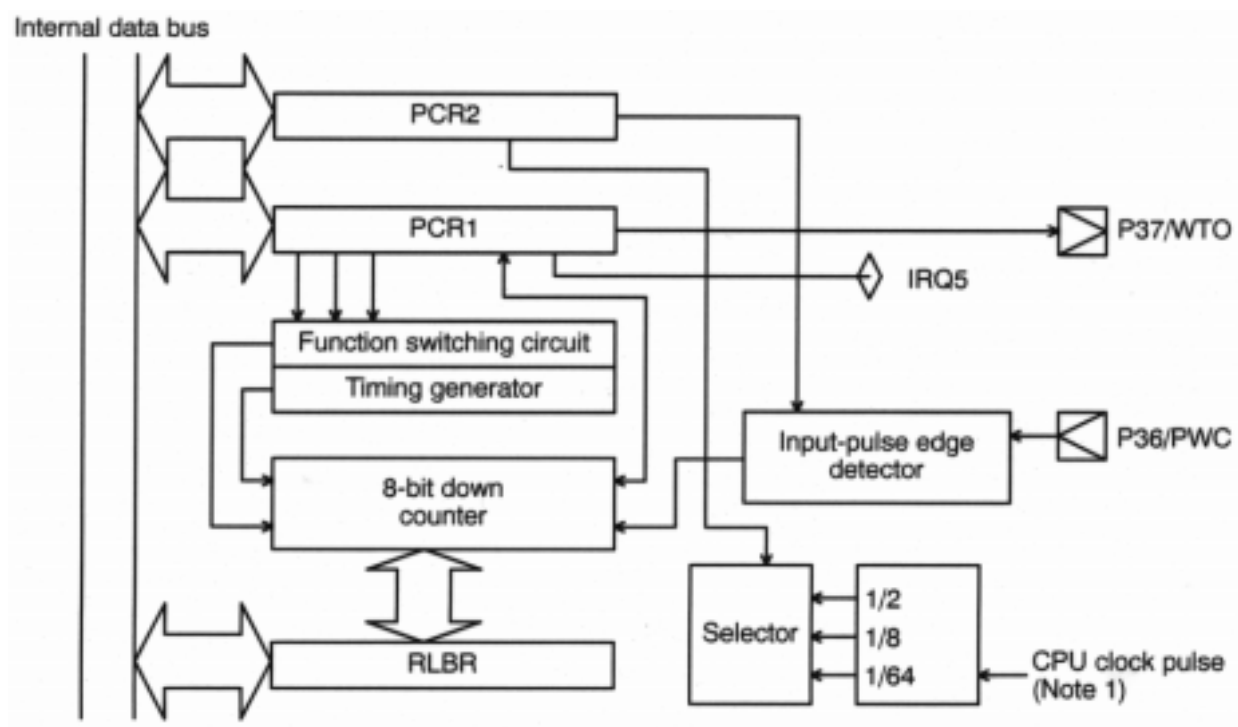 Internal data bus
PCR2
PCR1
P37/WTO
IRQ5
Function switching circuit
Timing generator
Input-pulse edge
detector
P36/PWC
8-bit down
counter
Selector
1/2
1/8
1/64
CPU clock pulse
(Note 1)
RLBR